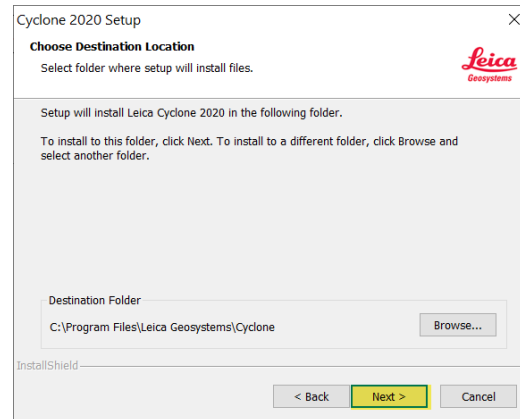 Cyclone 2020 Setup
Choose Destination Location
Select folder where setup will install files.
Leica
Geosystems
Setup will install Leica Cyclone 2020 in the following folder.
To install to this folder, click Next. To install to a different folder, click Browse and
select another folder.
Destination Folder
C:\Program Files\Leica Geosystems\Cyclone
Browse...
InstallShield
< Back
Next >
Cancel